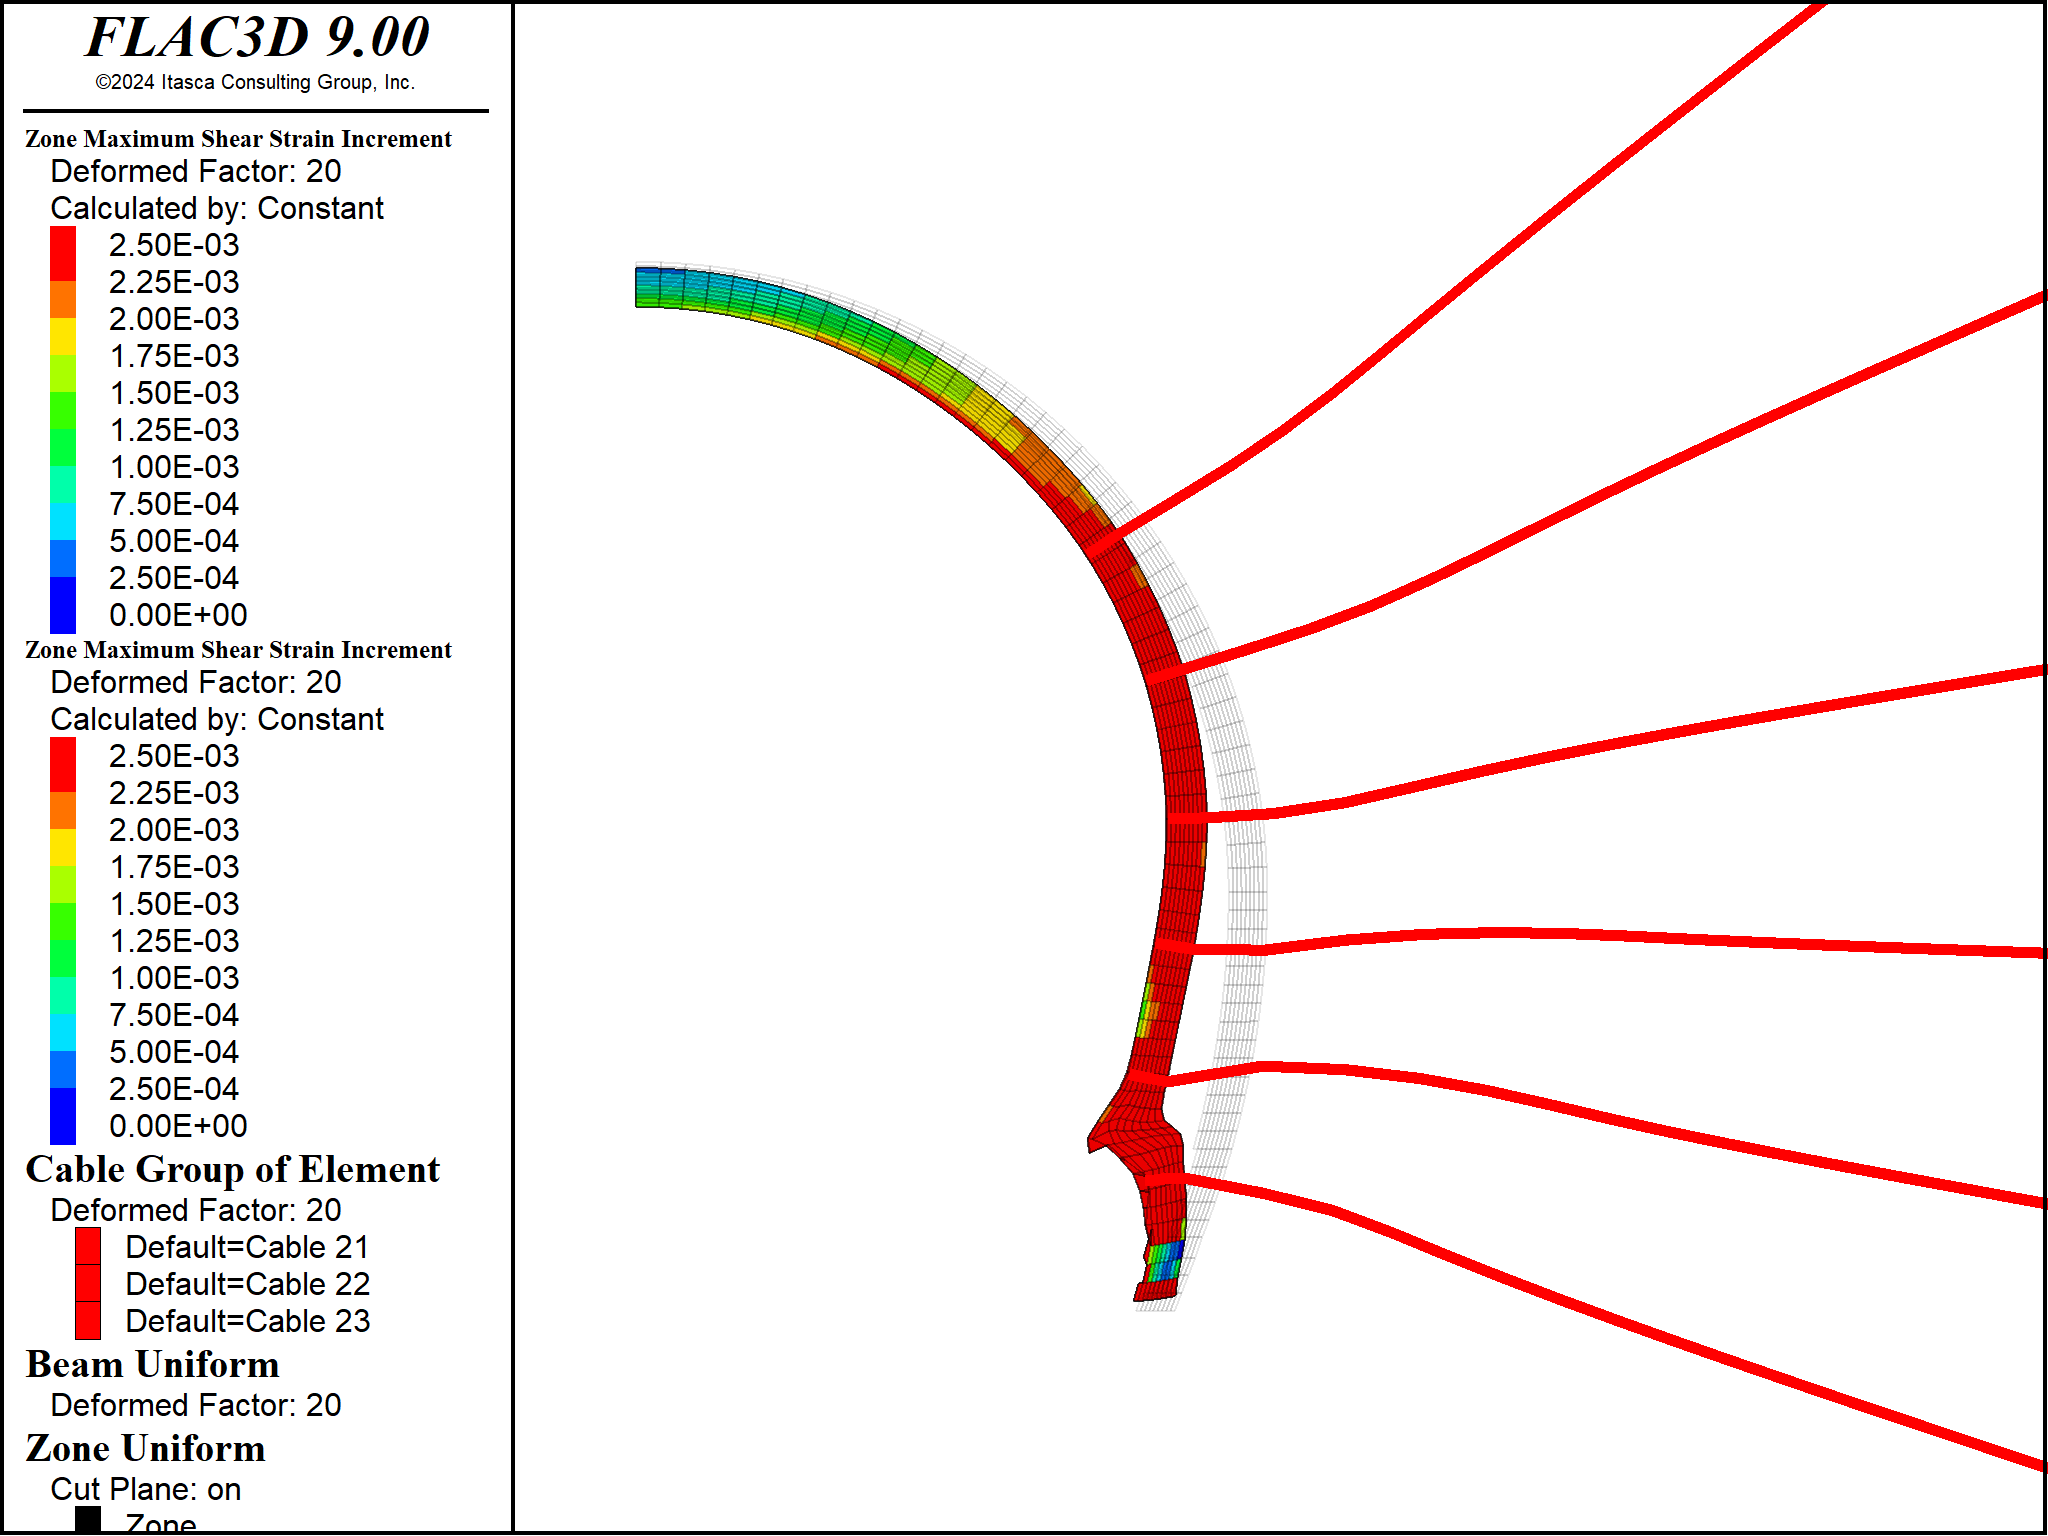 FLAC3D 9.00
©2024 Itasca Consulting Group, Inc.
Zone Maximum Shear Strain Increment
Deformed Factor: 20
Calculated by: Constant
2.50E-03
2.25E-03
2.00E-03
1.75E-03
1.50E-03
1.25E-03
1.00E-03
7.50E-04
5.00E-04
2.50E-04
0.00E+00
Zone Maximum Shear Strain Increment
Deformed Factor: 20
Calculated by: Constant
2.50E-03
2.25E-03
2.00E-03
1.75E-03
1.50E-03
1.25E-03
1.00E-03
7.50E-04
5.00E-04
2.50E-04
0.00E+00
Cable Group of Element
Deformed Factor: 20
Default=Cable 21
Default=Cable 22
Default=Cable 23
Beam Uniform
Deformed Factor: 20
Zone Uniform
Cut Plane: on
Zone